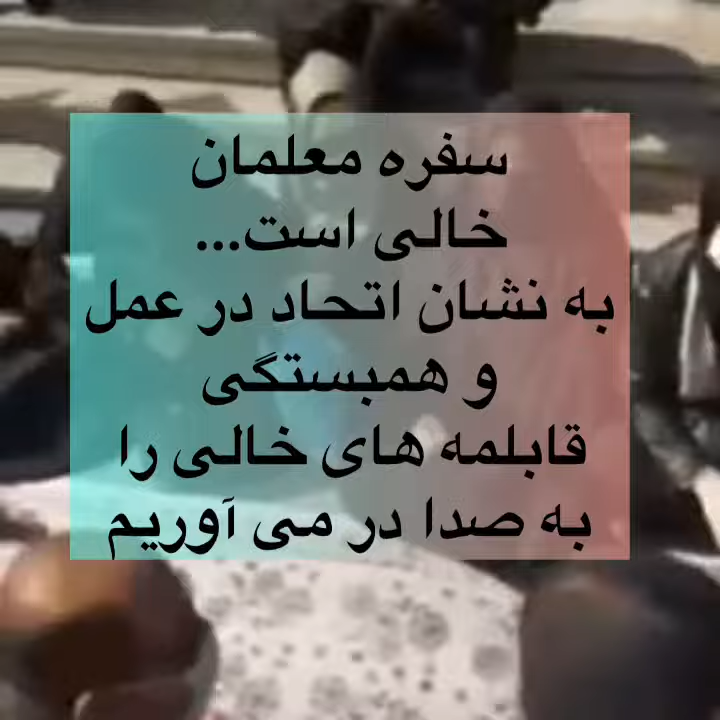 سفره معلمان
خالی است...
به نشان اتحاد در عمل
و همبستگی
قابلمه های خالی را
به صدا در می آوریم